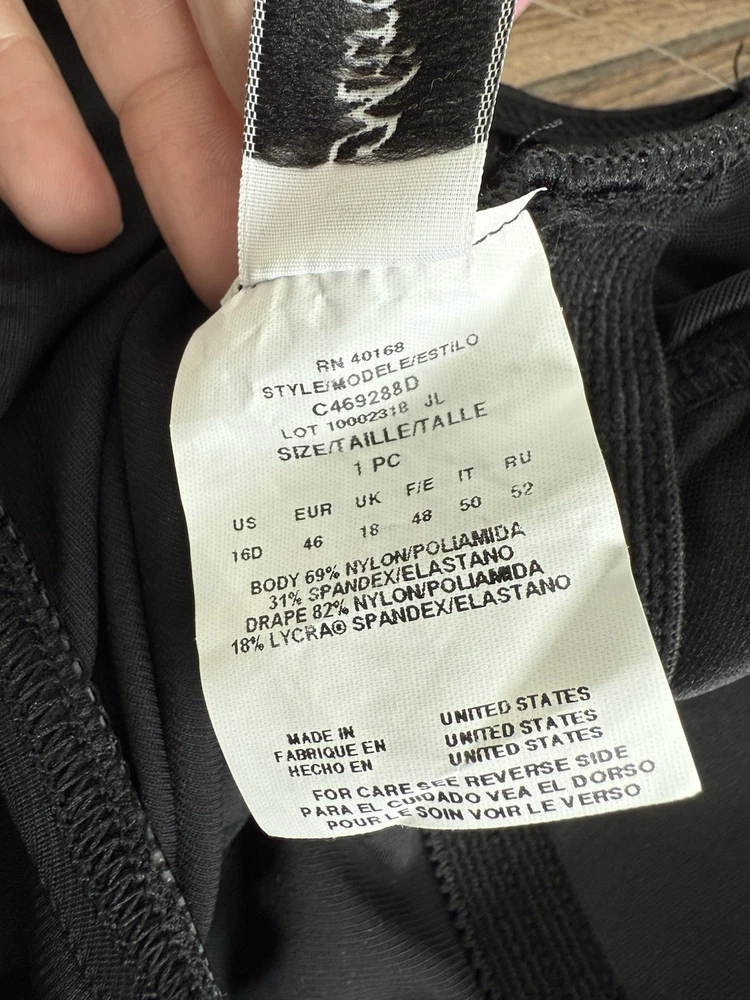 RN 40168
STYLE/MODELE/ESTILO
C469288D
LOT 10002318 JL
SIZE/TAILLE/TALLE
1 PC
US EUR UK F/E IT RU
16D 46 18 48 50 52
BODY 69% NYLON/POLIAMIDA
31% SPANDEX/ELASTANO
DRAPE 82% NYLON/POLIAMIDA
18% LYCRA® SPANDEX/ELASTANO
MADE IN UNITED STATES
FABRIQUE EN UNITED STATES
HECHO EN UNITED STATES
FOR CARE SEE REVERSE SIDE
PARA EL CUIDADO VEA EL DORSO
POUR LE SOIN VOIR LE VERSO